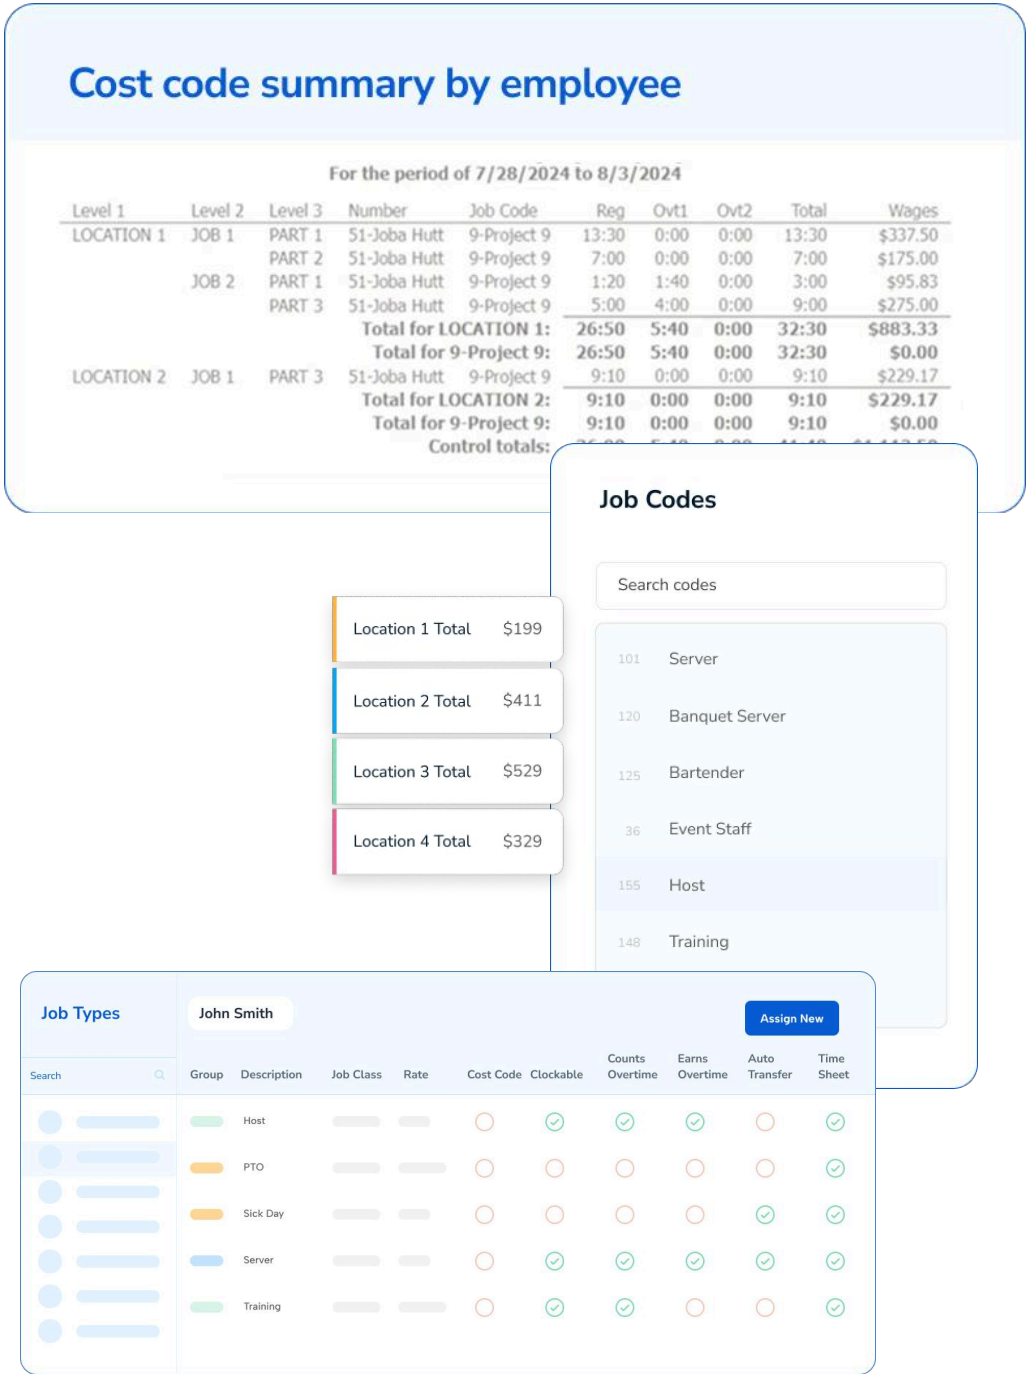 Cost code summary by employee
For the period of 7/28/2024 to 8/3/2024
Level 1 Level 2 Level 3 Number Job Code Reg Ovt1 Ovt2 Total Wages
LOCATION 1 JOB 1 PART 1 51-Joba Hutt 9-Project 9 13:30 0:00 0:00 13:30 $337.50
PART 2 51-Joba Hutt 9-Project 9 7:00 0:00 0:00 7:00 $175.00
JOB 2 PART 1 51-Joba Hutt 9-Project 9 1:20 1:40 0:00 3:00 $95.83
PART 3 51-Joba Hutt 9-Project 9 5:00 4:00 0:00 9:00 $275.00
Total for LOCATION 1: 26:50 5:40 0:00 32:30 $883.33
Total for 9-Project 9: 26:50 5:40 0:00 32:30 $0.00
LOCATION 2 JOB 1 PART 3 51-Joba Hutt 9-Project 9 9:10 0:00 0:00 9:10 $229.17
Total for LOCATION 2: 9:10 0:00 0:00 9:10 $229.17
Total for 9-Project 9: 9:10 0:00 0:00 9:10 $0.00
Control totals:
Job Codes
Search codes
101 Server
120 Banquet Server
125 Bartender
36 Event Staff
155 Host
148 Training
Location 1 Total $199
Location 2 Total $411
Location 3 Total $529
Location 4 Total $329
Job Types
Search
John Smith
Assign New
Group Description Job Class Rate Cost Code Clockable Counts Overtime Earns Overtime Auto Transfer Time Sheet
Host
PTO
Sick Day
Server
Training